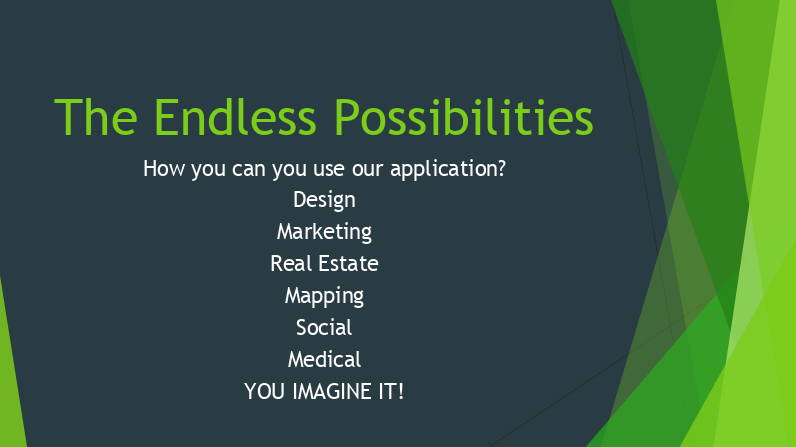 The Endless Possibilities
How you can you use our application?
Design
Marketing
Real Estate
Mapping
Social
Medical
YOU IMAGINE IT!